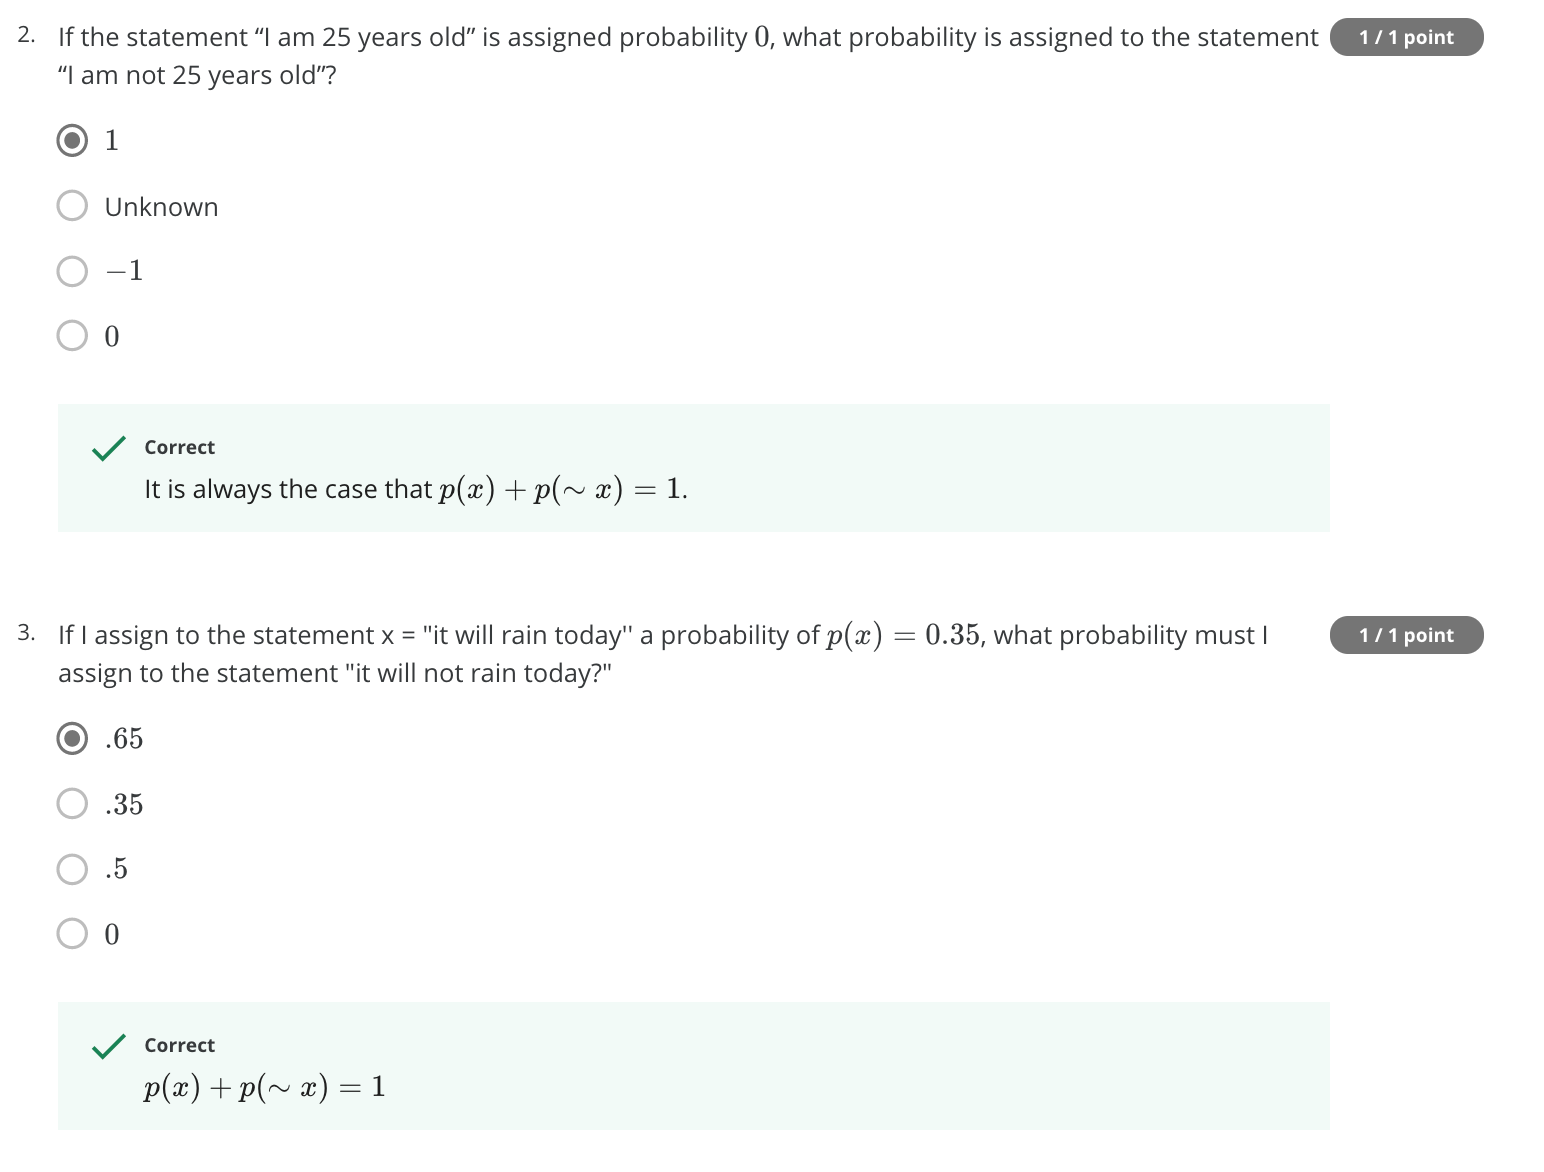 2. If the statement “I am 25 years old” is assigned probability 0, what probability is assigned to the statement 1 / 1 point
“I am not 25 years old”?
1
Unknown
−1
0
Correct
It is always the case that p(x) + p(∼ x) = 1.
3. If I assign to the statement x = "it will rain today'' a probability of p(x) = 0.35, what probability must I 1 / 1 point
assign to the statement "it will not rain today?"
.65
.35
.5
0
Correct
p(x) + p(∼ x) = 1